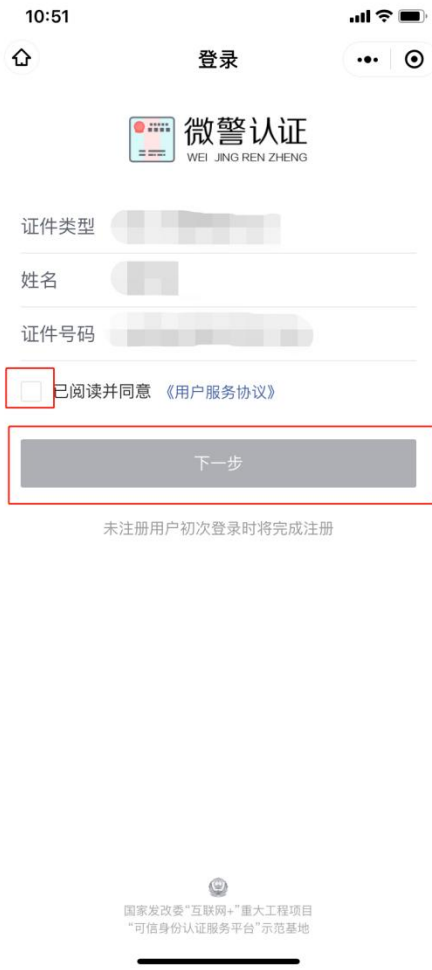 10:51
登录
微警认证
WEI JING REN ZHENG
证件类型
姓名
证件号码
已阅读并同意 《用户服务协议》
下一步
未注册用户初次登录时将完成注册
国家发改委“互联网+”重大工程项目
“可信身份认证服务平台”示范基地